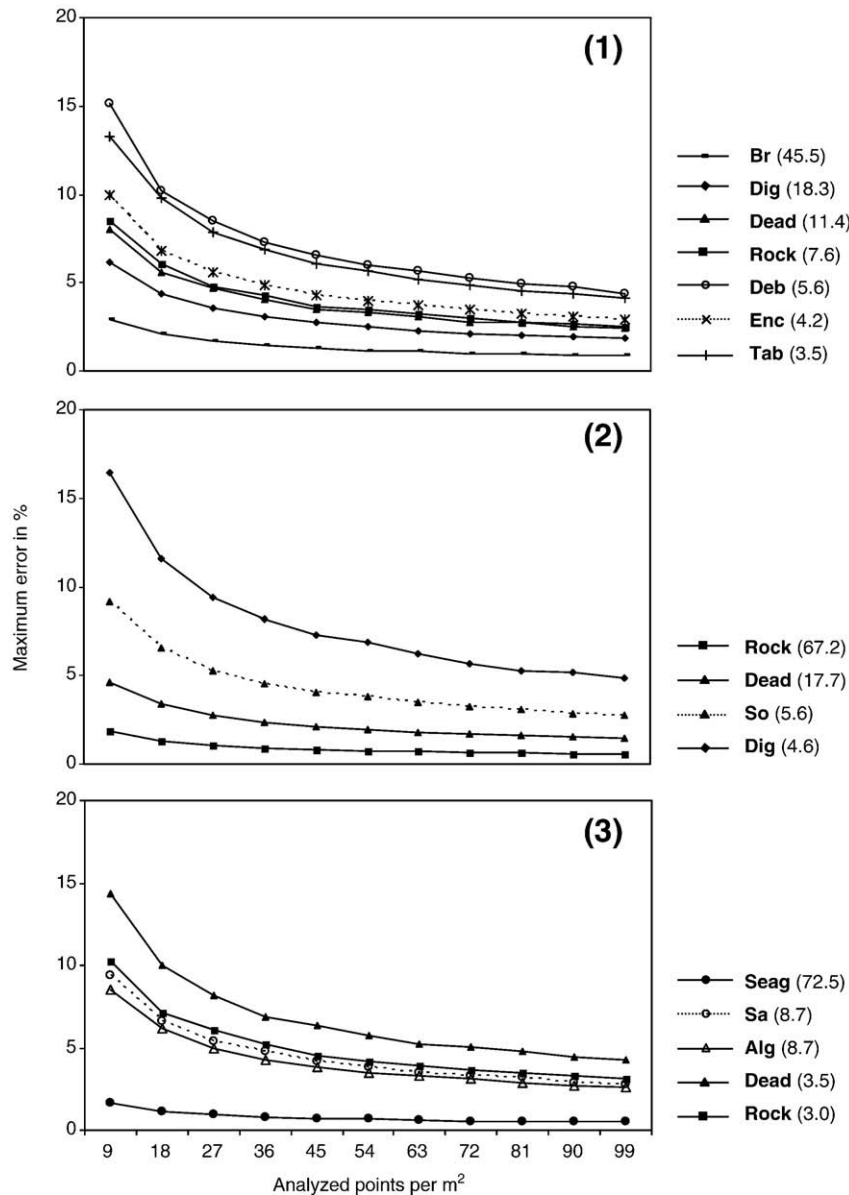 20
(1)
15
10
5
0
Br (45.5)
Dig (18.3)
Dead (11.4)
Rock (7.6)
Deb (5.6)
Enc (4.2)
Tab (3.5)
Maximum error in %
20
(2)
15
10
5
0
Rock (67.2)
Dead (17.7)
So (5.6)
Dig (4.6)
20
(3)
15
10
5
0
Seag (72.5)
Sa (8.7)
Alg (8.7)
Dead (3.5)
Rock (3.0)
9 18 27 36 45 54 63 72 81 90 99
Analyzed points per m²